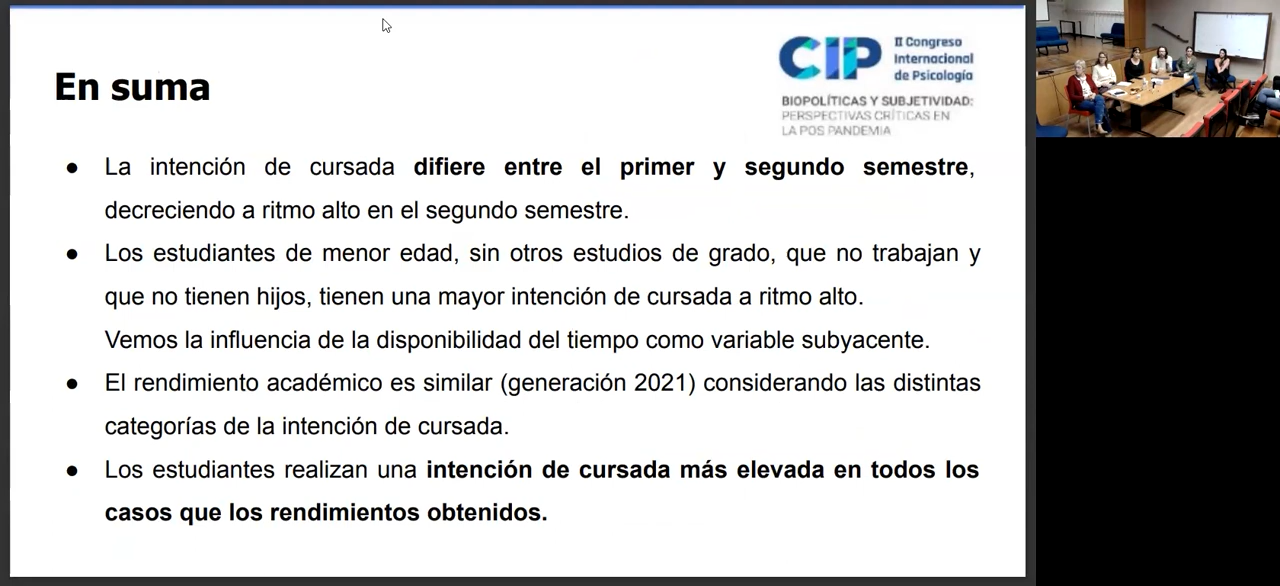 En suma
CIP
II Congreso
Internacional
de Psicología
BIOPOLÍTICAS Y SUBJETIVIDAD:
PERSPECTIVAS CRÍTICAS EN
LA POS PANDEMIA
● La intención de cursada difiere entre el primer y segundo semestre,
decreciendo a ritmo alto en el segundo semestre.
● Los estudiantes de menor edad, sin otros estudios de grado, que no trabajan y
que no tienen hijos, tienen una mayor intención de cursada a ritmo alto.
Vemos la influencia de la disponibilidad del tiempo como variable subyacente.
● El rendimiento académico es similar (generación 2021) considerando las distintas
categorías de la intención de cursada.
● Los estudiantes realizan una intención de cursada más elevada en todos los
casos que los rendimientos obtenidos.